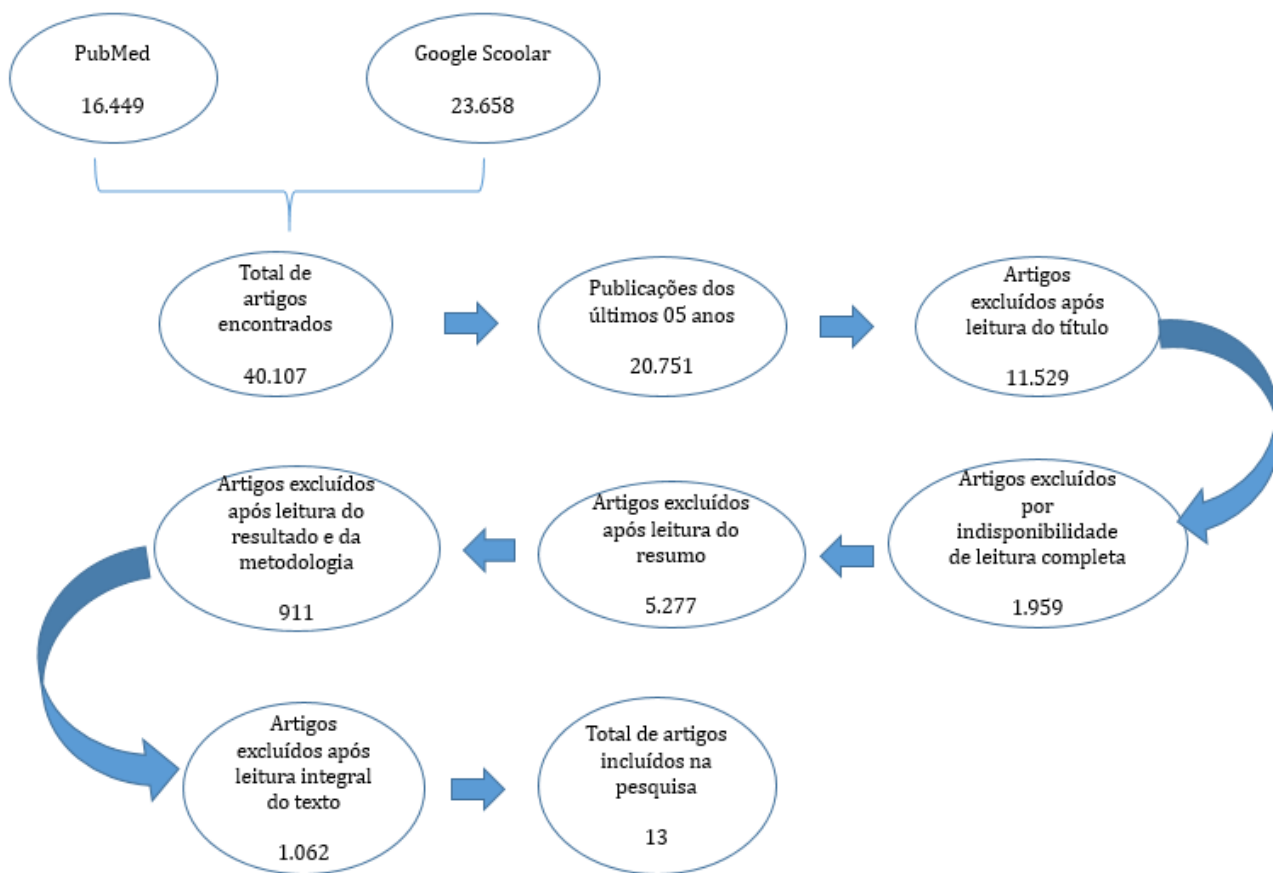 PubMed
16.449
Google Scoolar
23.658
Total de
artigos
encontrados
40.107
Publicações dos
últimos 05 anos
20.751
Artigos
excluídos após
leitura do título
11.529
Artigos excluídos
por
indisponibilidade
de leitura completa
1.959
Artigos excluídos
após leitura do
resumo
5.277
Artigos excluídos
após leitura do
resultado e da
metodologia
911
Artigos
excluídos após
leitura integral
do texto
1.062
Total de artigos
incluídos na
pesquisa
13